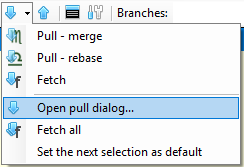 Branches:
Pull - merge
Pull - rebase
Fetch
Open pull dialog...
Fetch all
Set the next selection as default